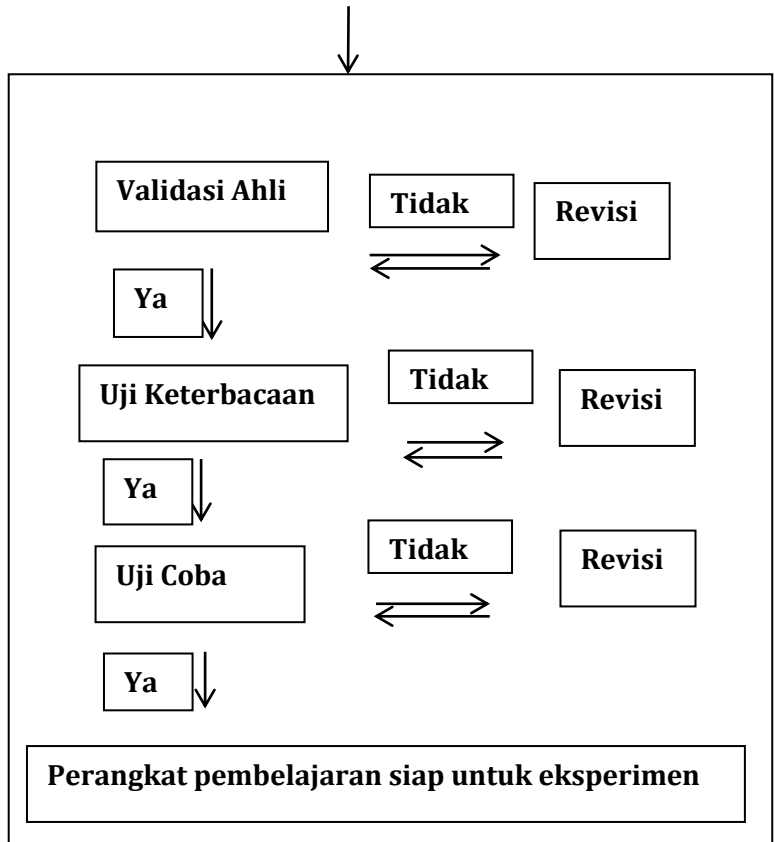 Validasi Ahli
Tidak
Revisi
Ya
Uji Keterbacaan
Tidak
Revisi
Ya
Uji Coba
Tidak
Revisi
Ya
Perangkat pembelajaran siap untuk eksperimen